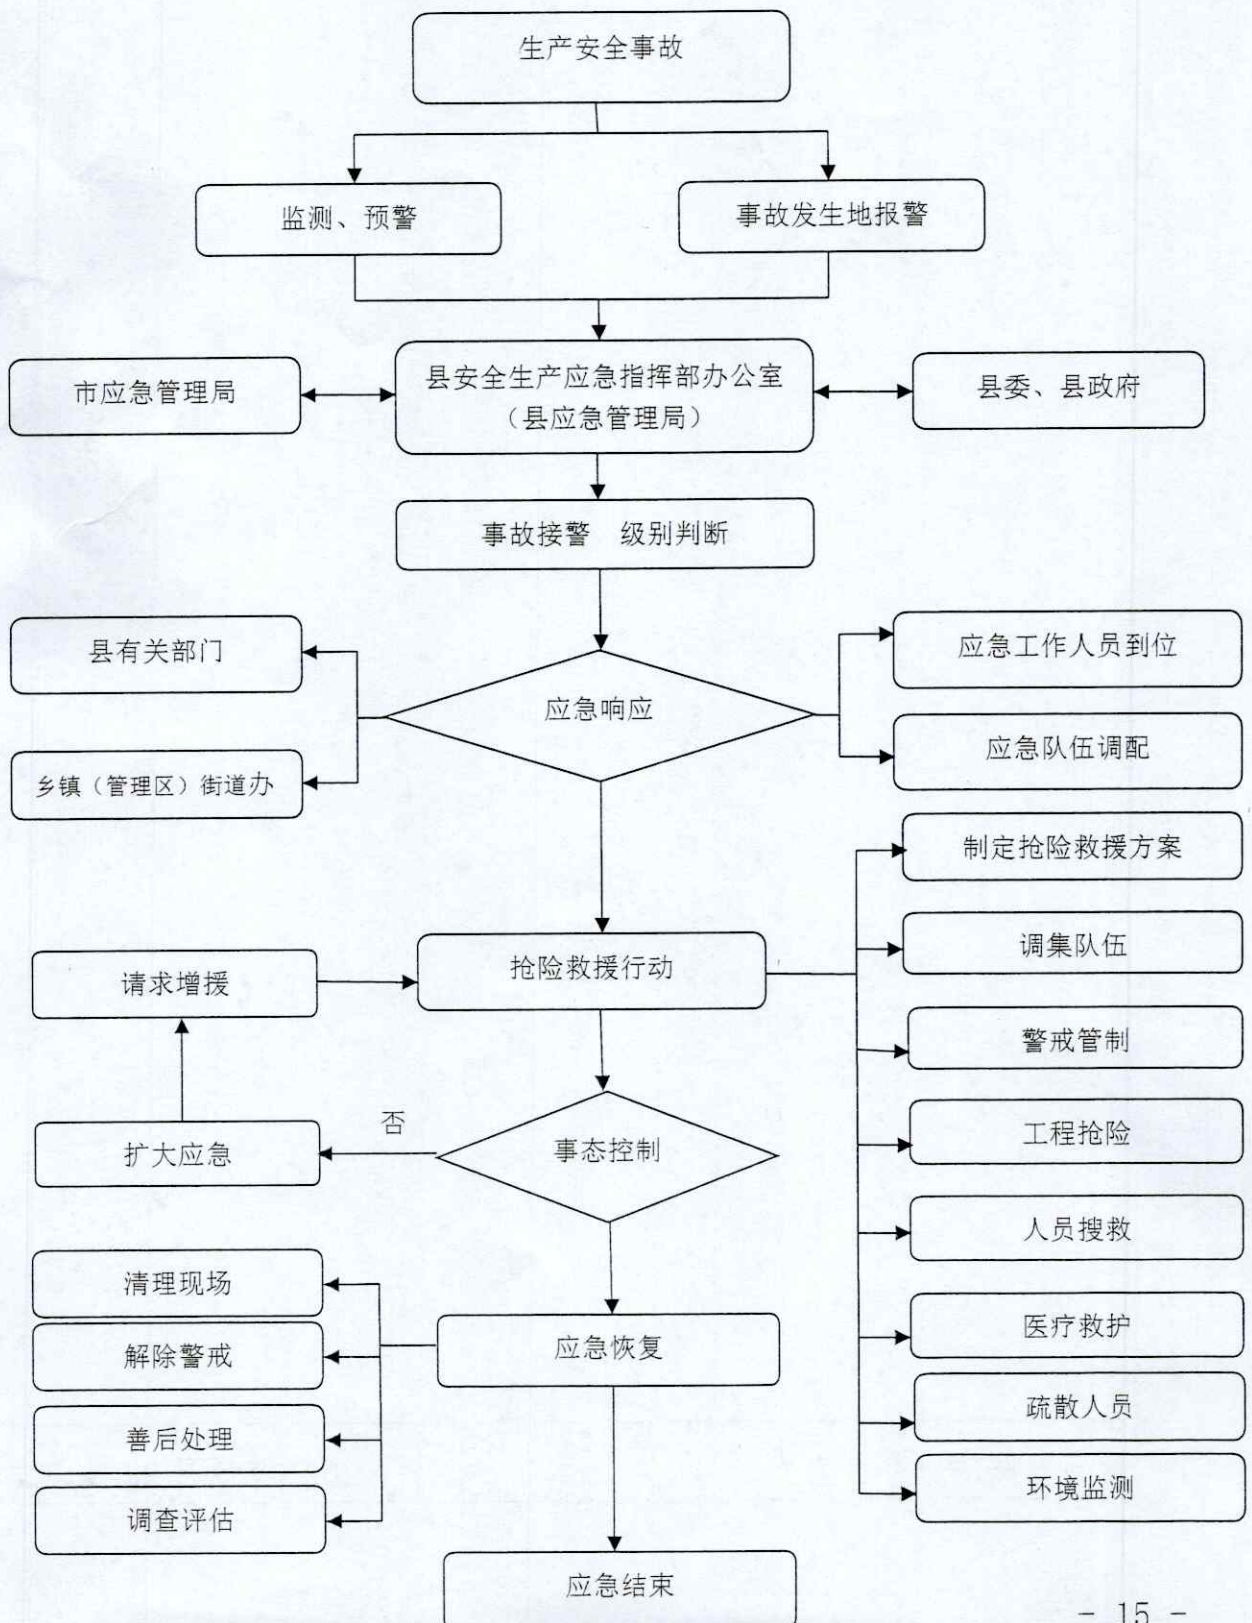 生产安全事故
监测、预警
事故发生地报警
市应急管理局
县安全生产应急指挥部办公室
（县应急管理局）
县委、县政府
事故接警 级别判断
县有关部门
应急工作人员到位
应急响应
乡镇（管理区）街道办
应急队伍调配
制定抢险救援方案
请求增援
抢险救援行动
调集队伍
警戒管制
否
扩大应急
事态控制
工程抢险
人员搜救
清理现场
解除警戒
应急恢复
医疗救护
善后处理
疏散人员
调查评估
环境监测
应急结束
- 15 -